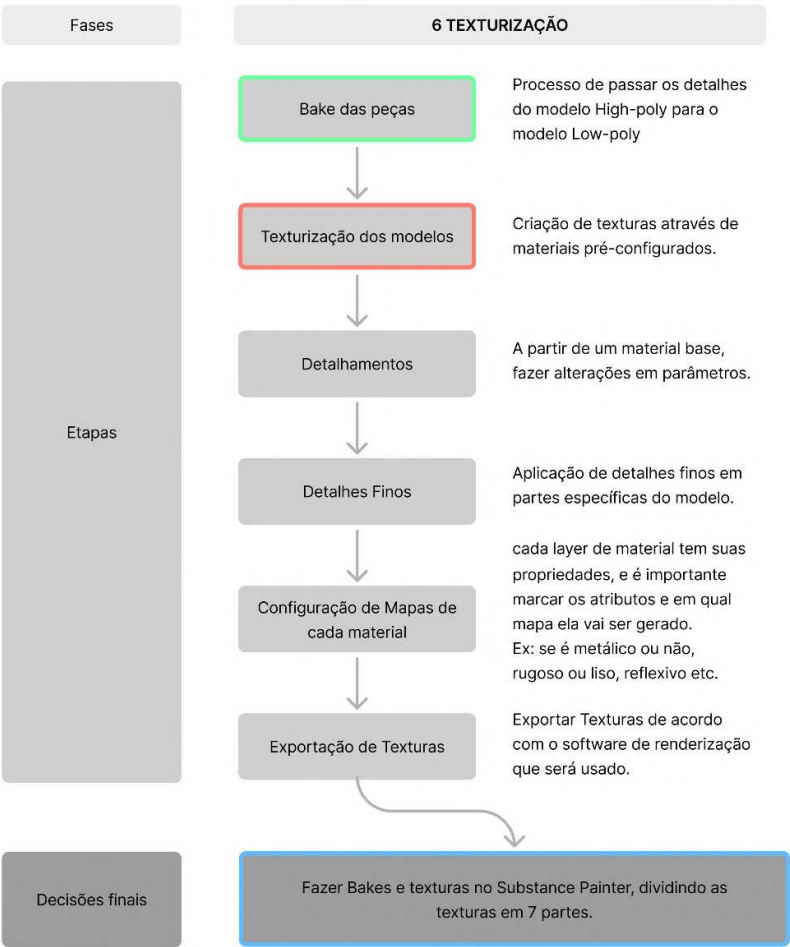 Fases
6 TEXTURIZAÇÃO
Etapas
Bake das peças
Processo de passar os detalhes
do modelo High-poly para o
modelo Low-poly
Texturização dos modelos
Criação de texturas através de
materiais pré-configurados.
Detalhamentos
A partir de um material base,
fazer alterações em parâmetros.
Detalhes Finos
Aplicação de detalhes finos em
partes específicas do modelo.
Configuração de Mapas de
cada material
cada layer de material tem suas
propriedades, e é importante
marcar os atributos e em qual
mapa ela vai ser gerado.
Ex: se é metálico ou não,
rugoso ou liso, reflexivo etc.
Exportação de Texturas
Exportar Texturas de acordo
com o software de renderização
que será usado.
Decisões finais
Fazer Bakes e texturas no Substance Painter, dividindo as
texturas em 7 partes.